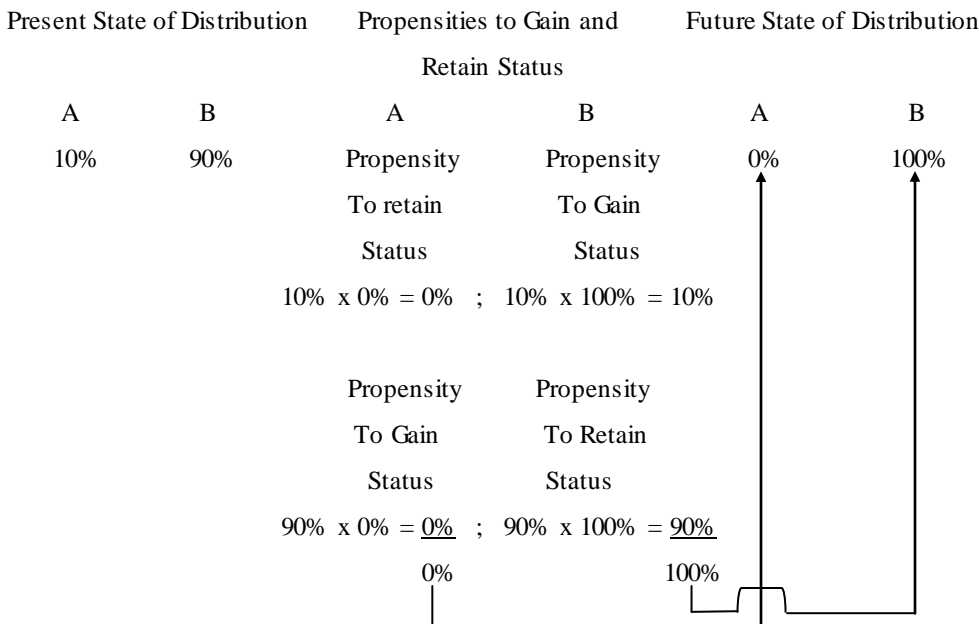 Present State of Distribution Propensities to Gain and Future State of Distribution
Retain Status
A B A B A B
10% 90% Propensity Propensity 0% 100%
To retain To Gain
Status Status
10% x 0% = 0% ; 10% x 100% = 10%
Propensity Propensity
To Gain To Retain
Status Status
90% x 0% = 0% ; 90% x 100% = 90%
0% 100%